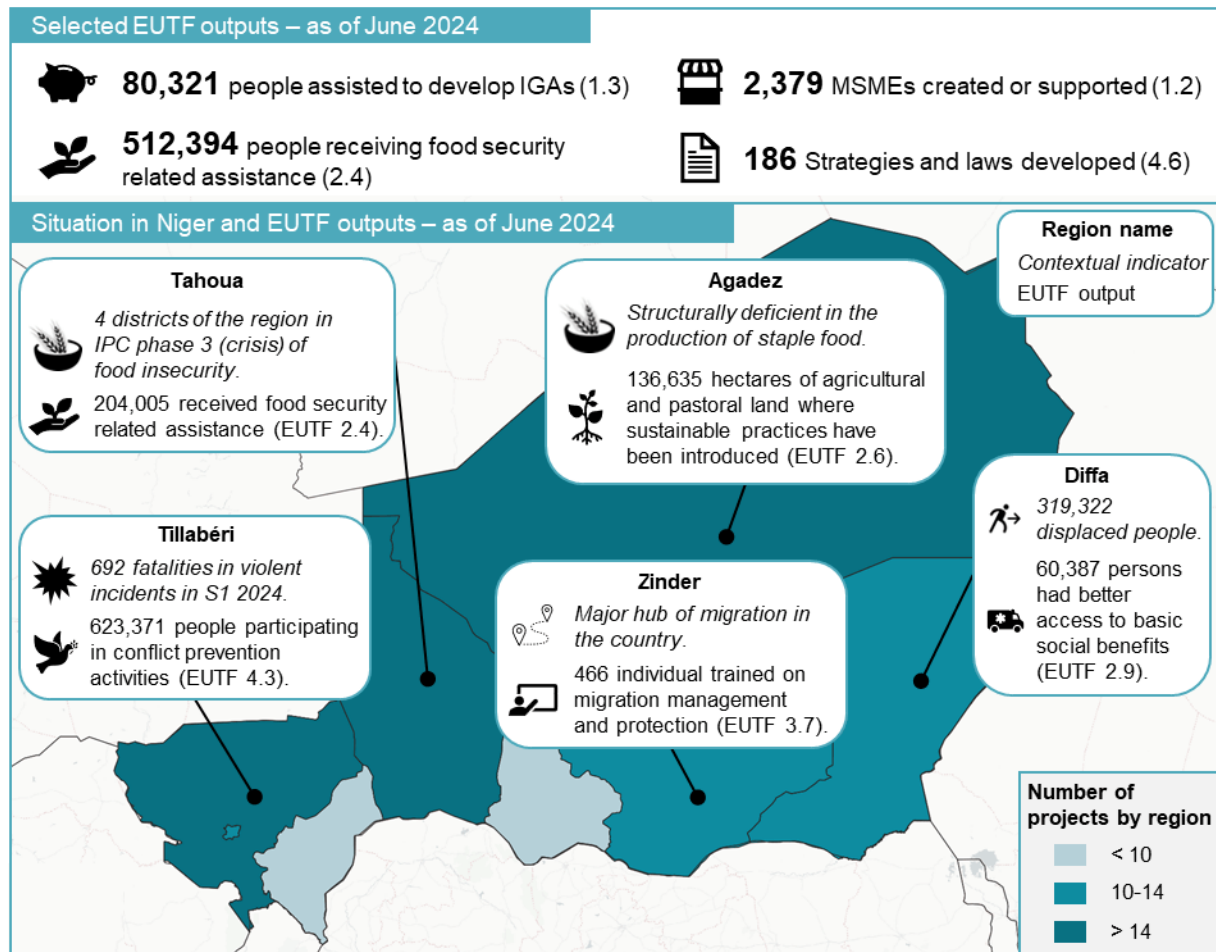 Selected EUTF outputs – as of June 2024
80,321 people assisted to develop IGAs (1.3)
2,379 MSMEs created or supported (1.2)
512,394 people receiving food security
related assistance (2.4)
186 Strategies and laws developed (4.6)
Situation in Niger and EUTF outputs – as of June 2024
Region name
Contextual indicator
EUTF output
Tahoua
4 districts of the region in
IPC phase 3 (crisis) of
food insecurity.
204,005 received food security
related assistance (EUTF 2.4).
Agadez
Structurally deficient in the
production of staple food.
136,635 hectares of agricultural
and pastoral land where
sustainable practices have
been introduced (EUTF 2.6).
Diffa
319,322
displaced people.
60,387 persons
had better
access to basic
social benefits
(EUTF 2.9).
Tillabéri
692 fatalities in violent
incidents in S1 2024.
623,371 people participating
in conflict prevention
activities (EUTF 4.3).
Zinder
Major hub of migration in
the country.
466 individual trained on
migration management
and protection (EUTF 3.7).
Number of
projects by region
< 10
10-14
> 14